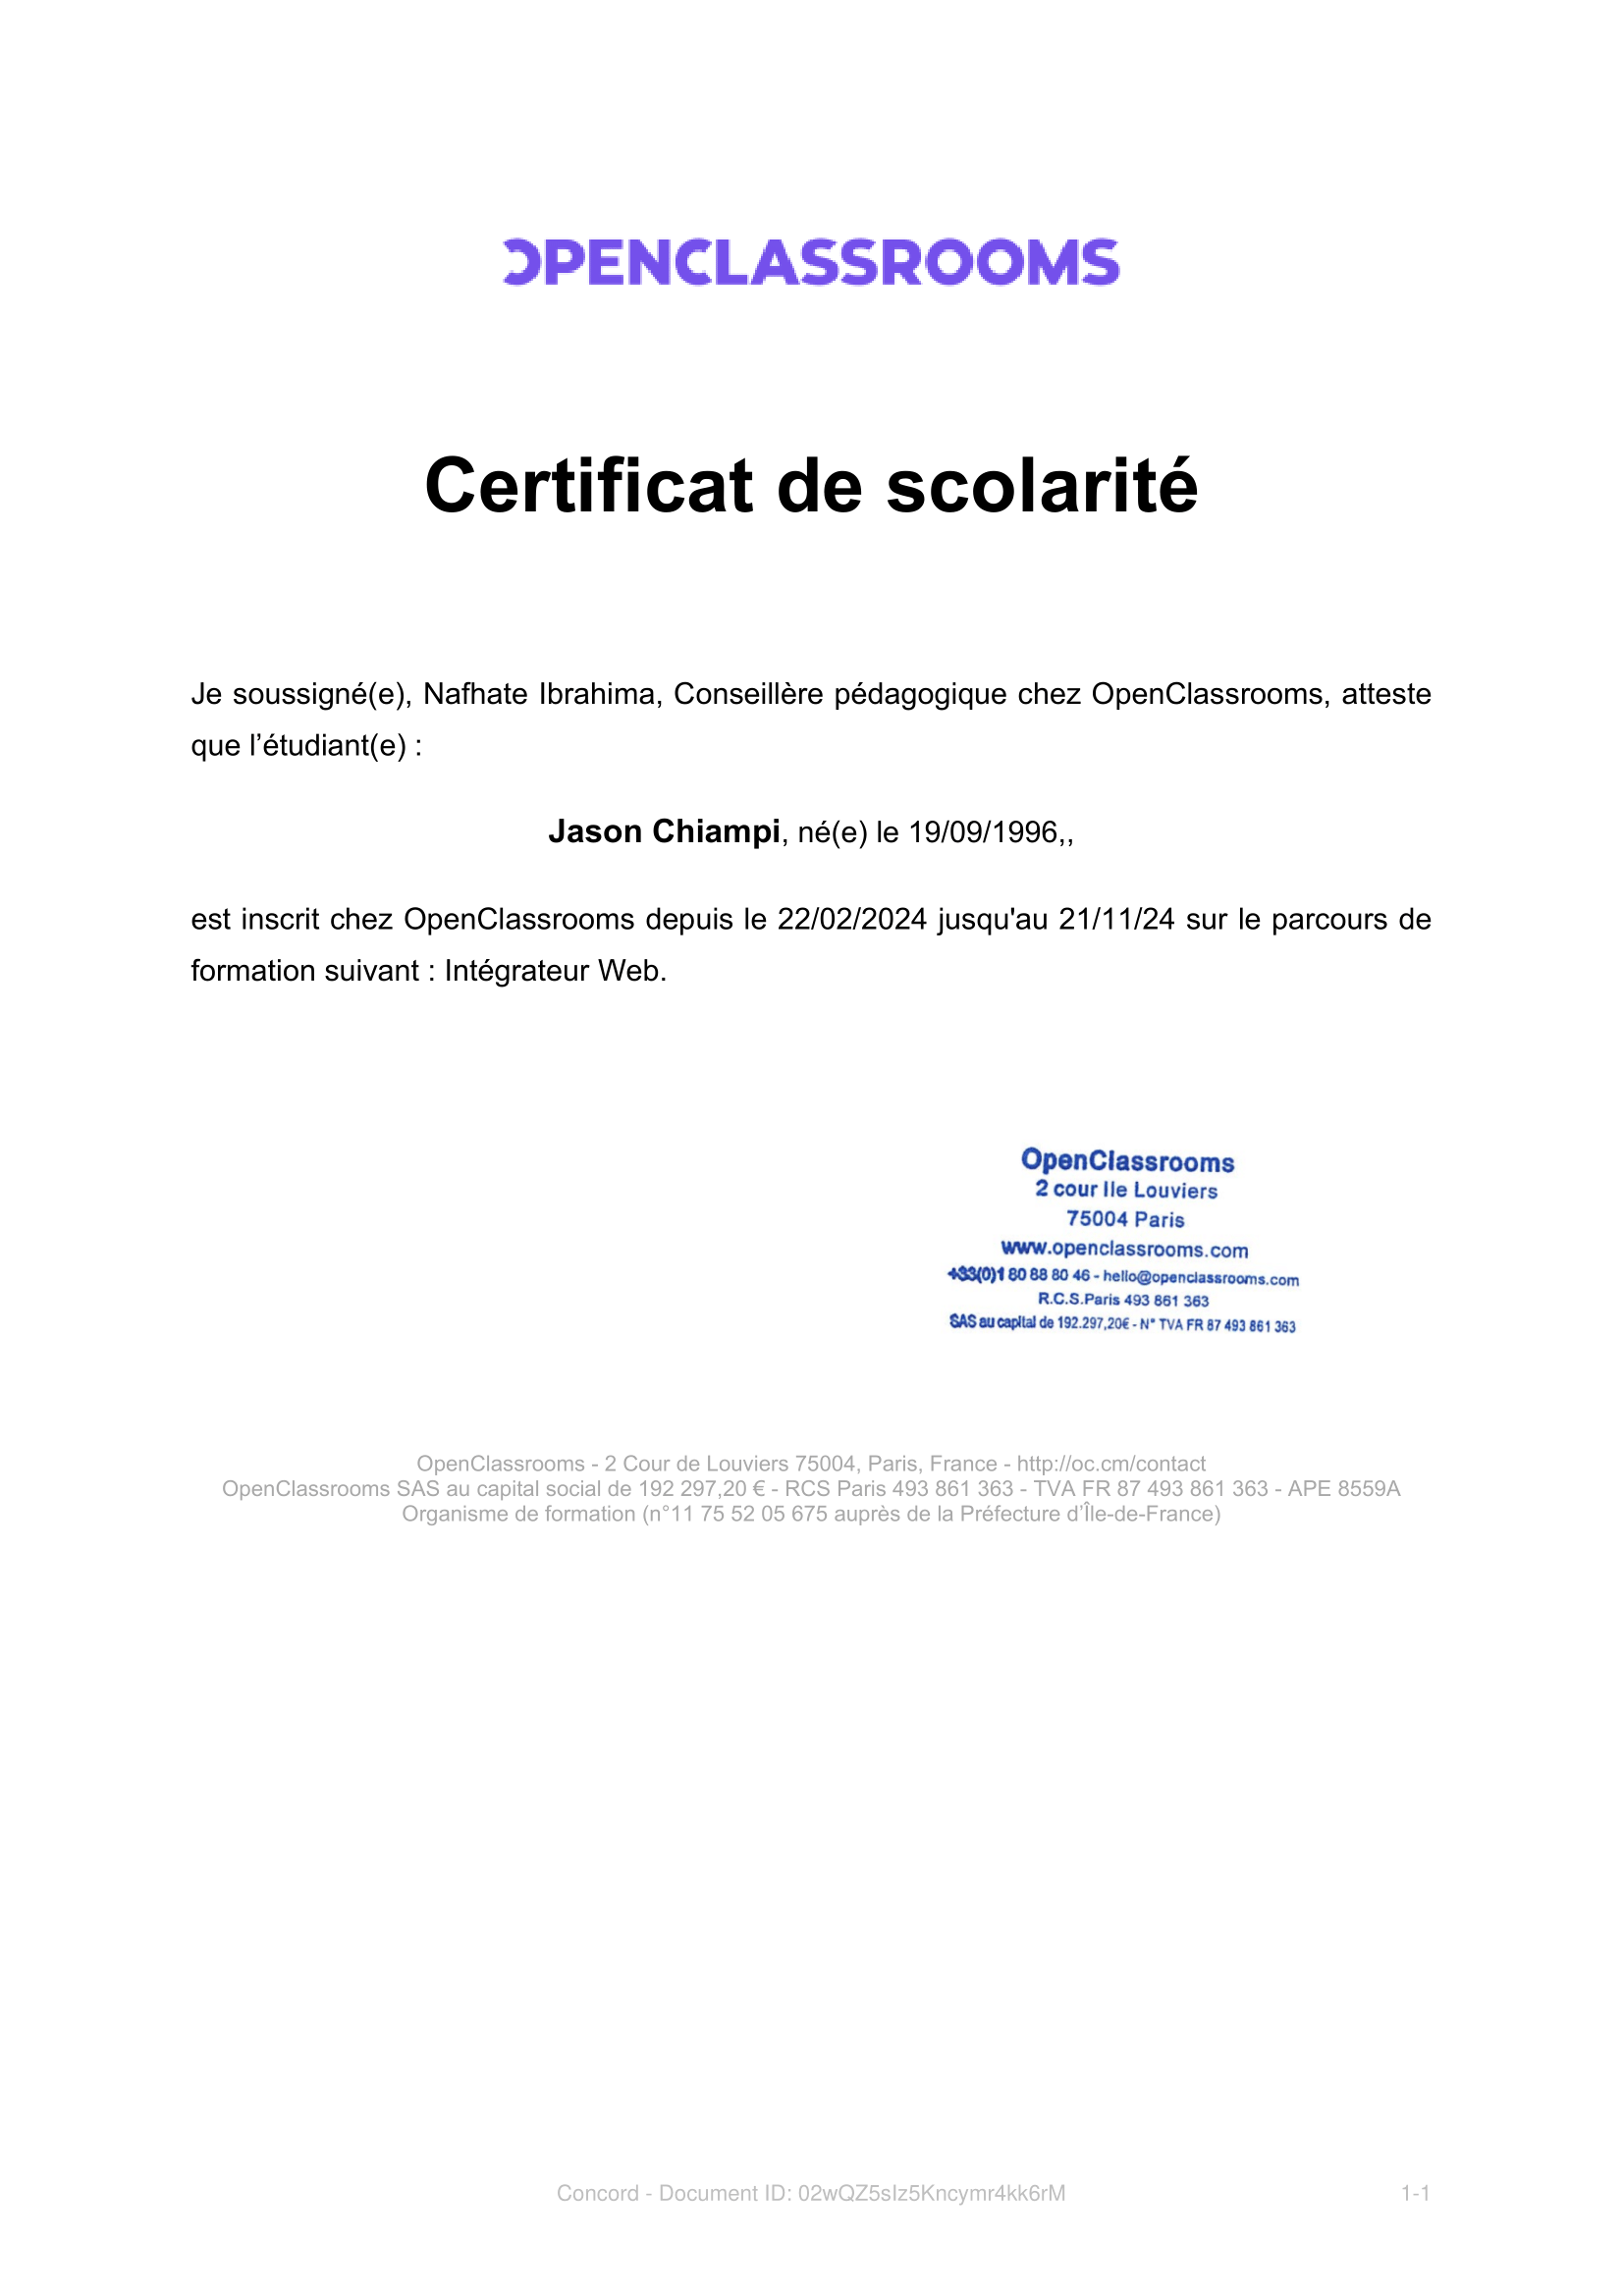 OPENCLASSROOMS
Certificat de scolarité
Je soussigné(e), Nafhate Ibrahima, Conseillère pédagogique chez OpenClassrooms, atteste
que l’étudiant(e) :
Jason Chiampi, né(e) le 19/09/1996,,
est inscrit chez OpenClassrooms depuis le 22/02/2024 jusqu'au 21/11/24 sur le parcours de
formation suivant : Intégrateur Web.
OpenClassrooms
2 cour Ile Louviers
75004 Paris
www.openclassrooms.com
+33(0)1 80 88 80 46 - hello@openclassrooms.com
R.C.S.Paris 493 861 363
SAS au capital de 192.297,20€ - N° TVA FR 87 493 861 363
OpenClassrooms - 2 Cour de Louviers 75004, Paris, France - http://oc.cm/contact
OpenClassrooms SAS au capital social de 192 297,20 € - RCS Paris 493 861 363 - TVA FR 87 493 861 363 - APE 8559A
Organisme de formation (n°11 75 52 05 675 auprès de la Préfecture d’Île-de-France)
Concord - Document ID: 02wQZ5sIz5Kncymr4kk6rM 1-1